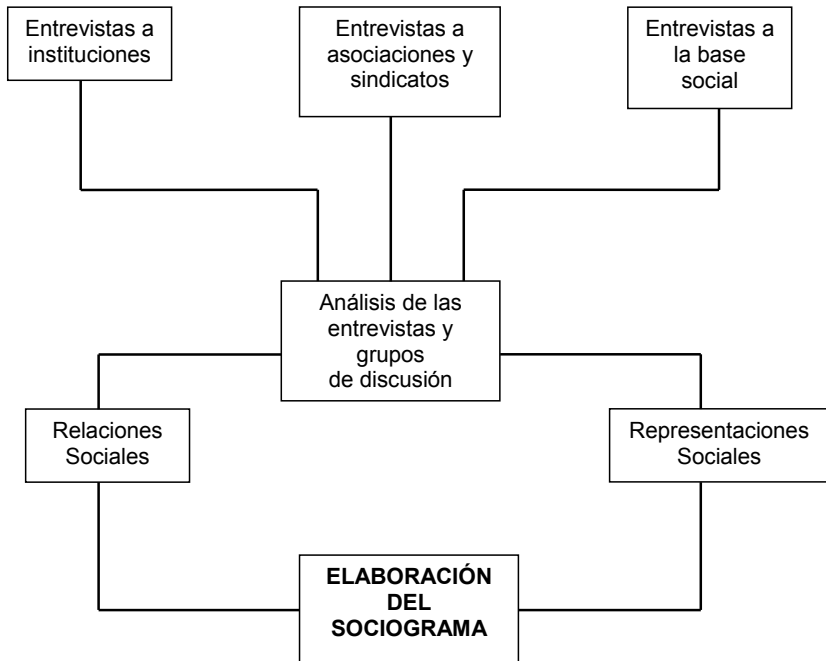 Entrevistas a
instituciones
Entrevistas a
asociaciones y
sindicatos
Entrevistas a
la base
social
Análisis de las
entrevistas y
grupos
de discusión
Relaciones
Sociales
Representaciones
Sociales
ELABORACIÓN
DEL
SOCIOGRAMA